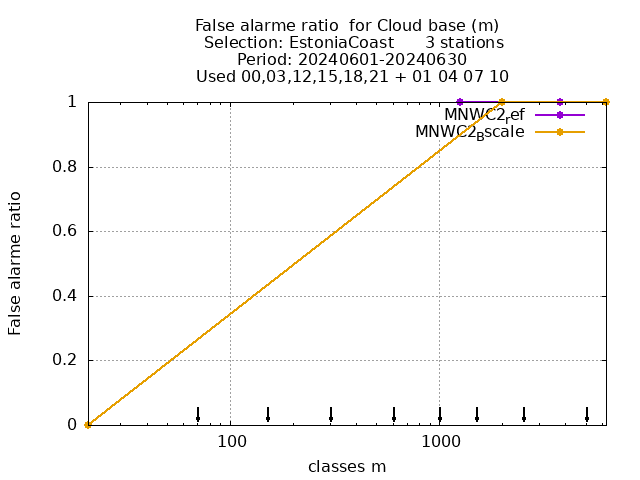 False alarme ratio  for Cloud base (m)
Selection: EstoniaCoast      3 stations
Period: 20240601-20240630
Used 00,03,12,15,18,21 + 01 04 07 10
MNWC2ref
MNWC2Bscale
1
0.8
0.6
0.4
0.2
0
False alarme ratio
100
1000
classes m